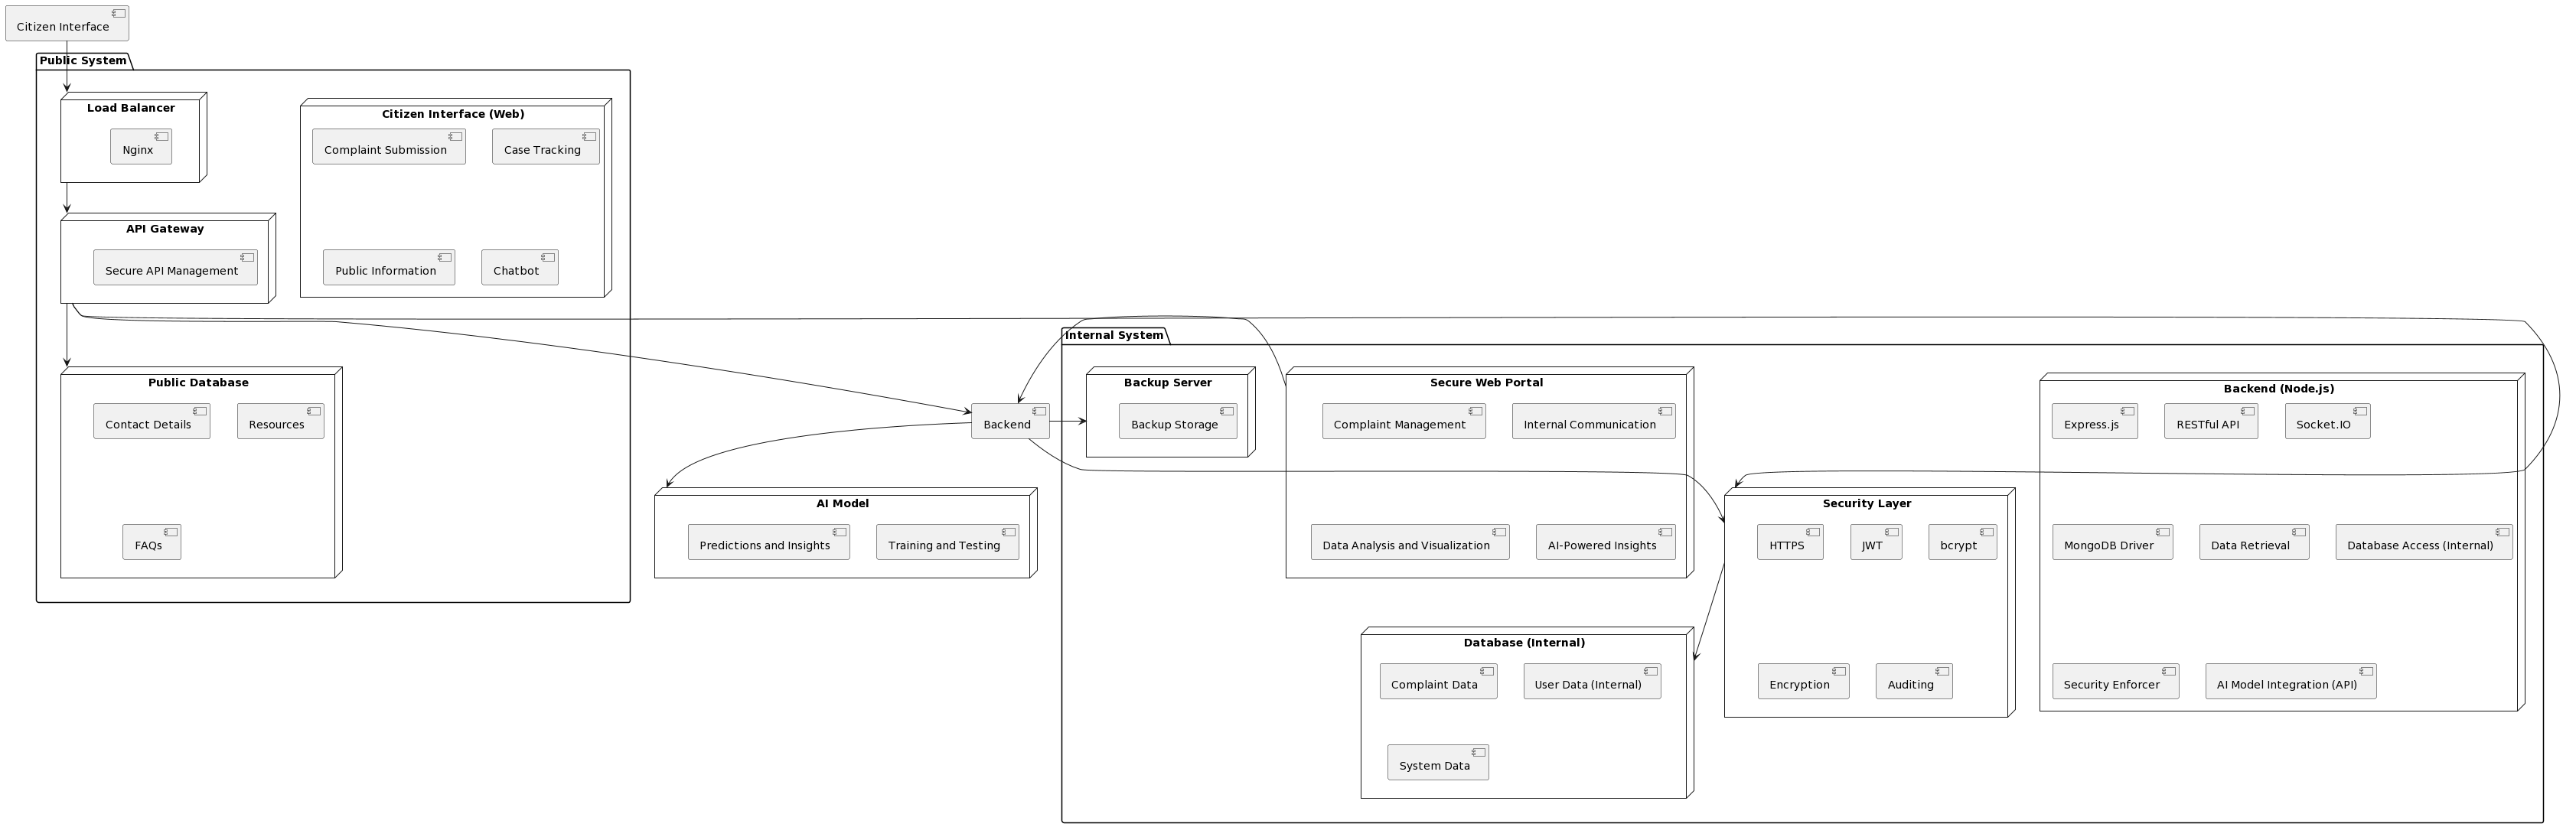 Citizen Interface
Public System
Load Balancer
Nginx
Citizen Interface (Web)
Complaint Submission
Case Tracking
Public Information
Chatbot
API Gateway
Secure API Management
Public Database
Contact Details
Resources
FAQs
Backend
AI Model
Predictions and Insights
Training and Testing
Internal System
Backup Server
Backup Storage
Secure Web Portal
Complaint Management
Internal Communication
Data Analysis and Visualization
AI-Powered Insights
Database (Internal)
Complaint Data
User Data (Internal)
System Data
Security Layer
HTTPS
JWT
bcrypt
Encryption
Auditing
Backend (Node.js)
Express.js
RESTful API
Socket.IO
MongoDB Driver
Data Retrieval
Database Access (Internal)
Security Enforcer
AI Model Integration (API)